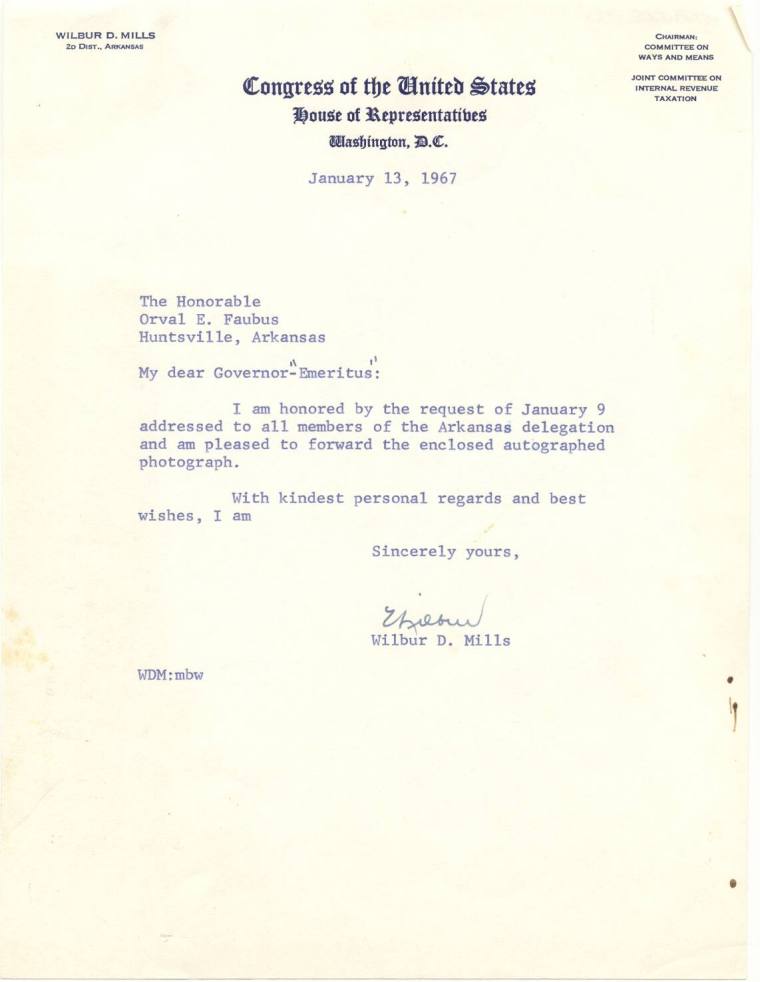 WILBUR D. MILLS
2D DIST., ARKANSAS
CHAIRMAN:
COMMITTEE ON
WAYS AND MEANS
JOINT COMMITTEE ON
INTERNAL REVENUE
TAXATION
Congress of the United States
House of Representatives
Washington, D.C.
January 13, 1967
The Honorable
Orval E. Faubus
Huntsville, Arkansas
My dear Governor-"Emeritus":
I am honored by the request of January 9
addressed to all members of the Arkansas delegation
and am pleased to forward the enclosed autographed
photograph.
With kindest personal regards and best
wishes, I am
Sincerely yours,
Wilbur
Wilbur D. Mills
WDM:mbw